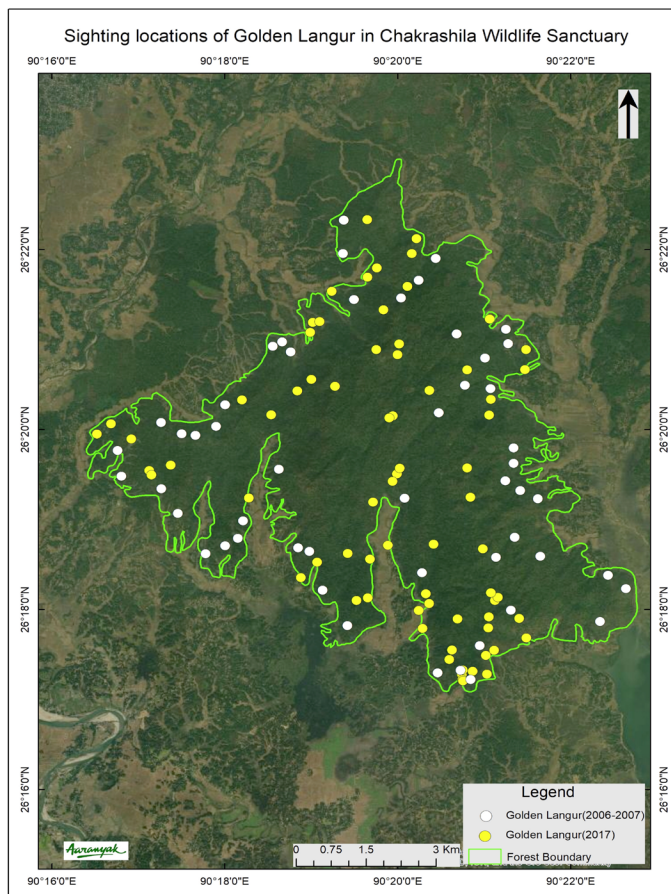 Sighting locations of Golden Langur in Chakrashila Wildlife Sanctuary
90°16'0"E 90°18'0"E 90°20'0"E 90°22'0"E
26°22'0"N 26°22'0"N
26°20'0"N 26°20'0"N
26°18'0"N 26°18'0"N
26°16'0"N 26°16'0"N
Legend
Golden Langur(2006-2007)
Golden Langur(2017)
Forest Boundary
Aaranyak
0 0.75 1.5 3 Km
90°16'0"E 90°18'0"E 90°20'0"E 90°22'0"E